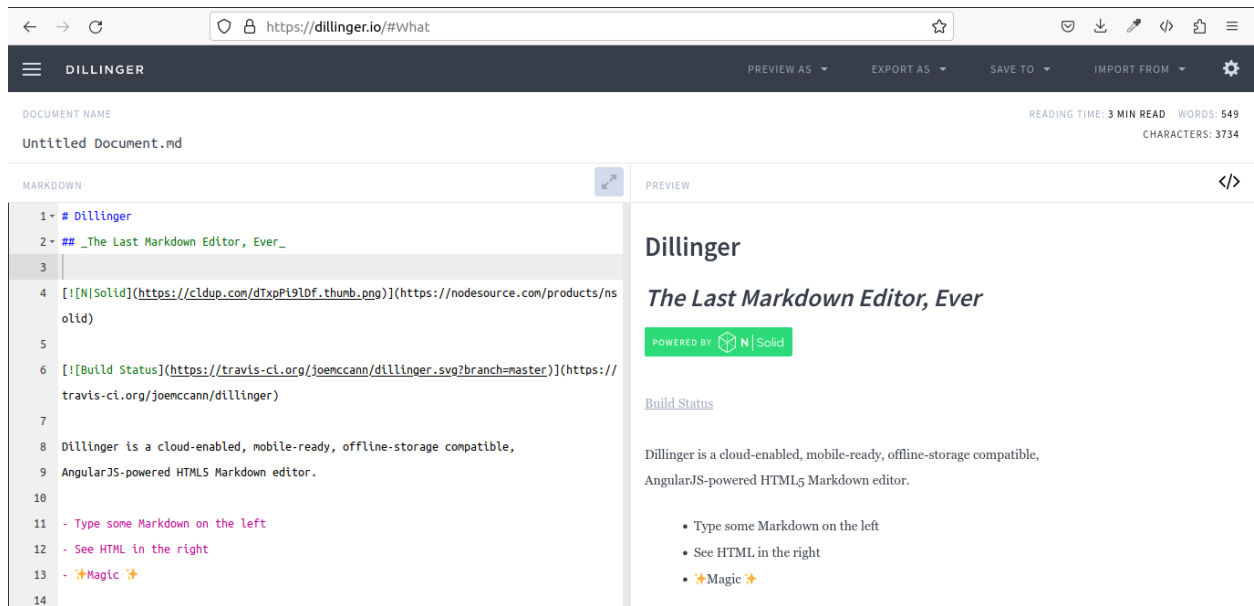 https://dillinger.io/#What
DILLINGER
PREVIEW AS
EXPORT AS
SAVE TO
IMPORT FROM
DOCUMENT NAME
Untitled Document.md
READING TIME: 3 MIN READ WORDS: 549
CHARACTERS: 3734
MARKDOWN
1 # Dillinger
2 ## _The Last Markdown Editor, Ever_
3
4 [![N|Solid](https://cldup.com/dTxpPi9lDf.thumb.png)](https://nodesource.com/products/ns
olid)
5
6 [![Build Status](https://travis-ci.org/joemccann/dillinger.svg?branch=master)](https://
travis-ci.org/joemccann/dillinger)
7
8 Dillinger is a cloud-enabled, mobile-ready, offline-storage compatible,
9 AngularJS-powered HTML5 Markdown editor.
10
11 - Type some Markdown on the left
12 - See HTML in the right
13 - ✨Magic ✨
14
PREVIEW
</>
Dillinger
The Last Markdown Editor, Ever
POWERED BY N|Solid
Build Status
Dillinger is a cloud-enabled, mobile-ready, offline-storage compatible,
AngularJS-powered HTML5 Markdown editor.
• Type some Markdown on the left
• See HTML in the right
• ✨Magic ✨